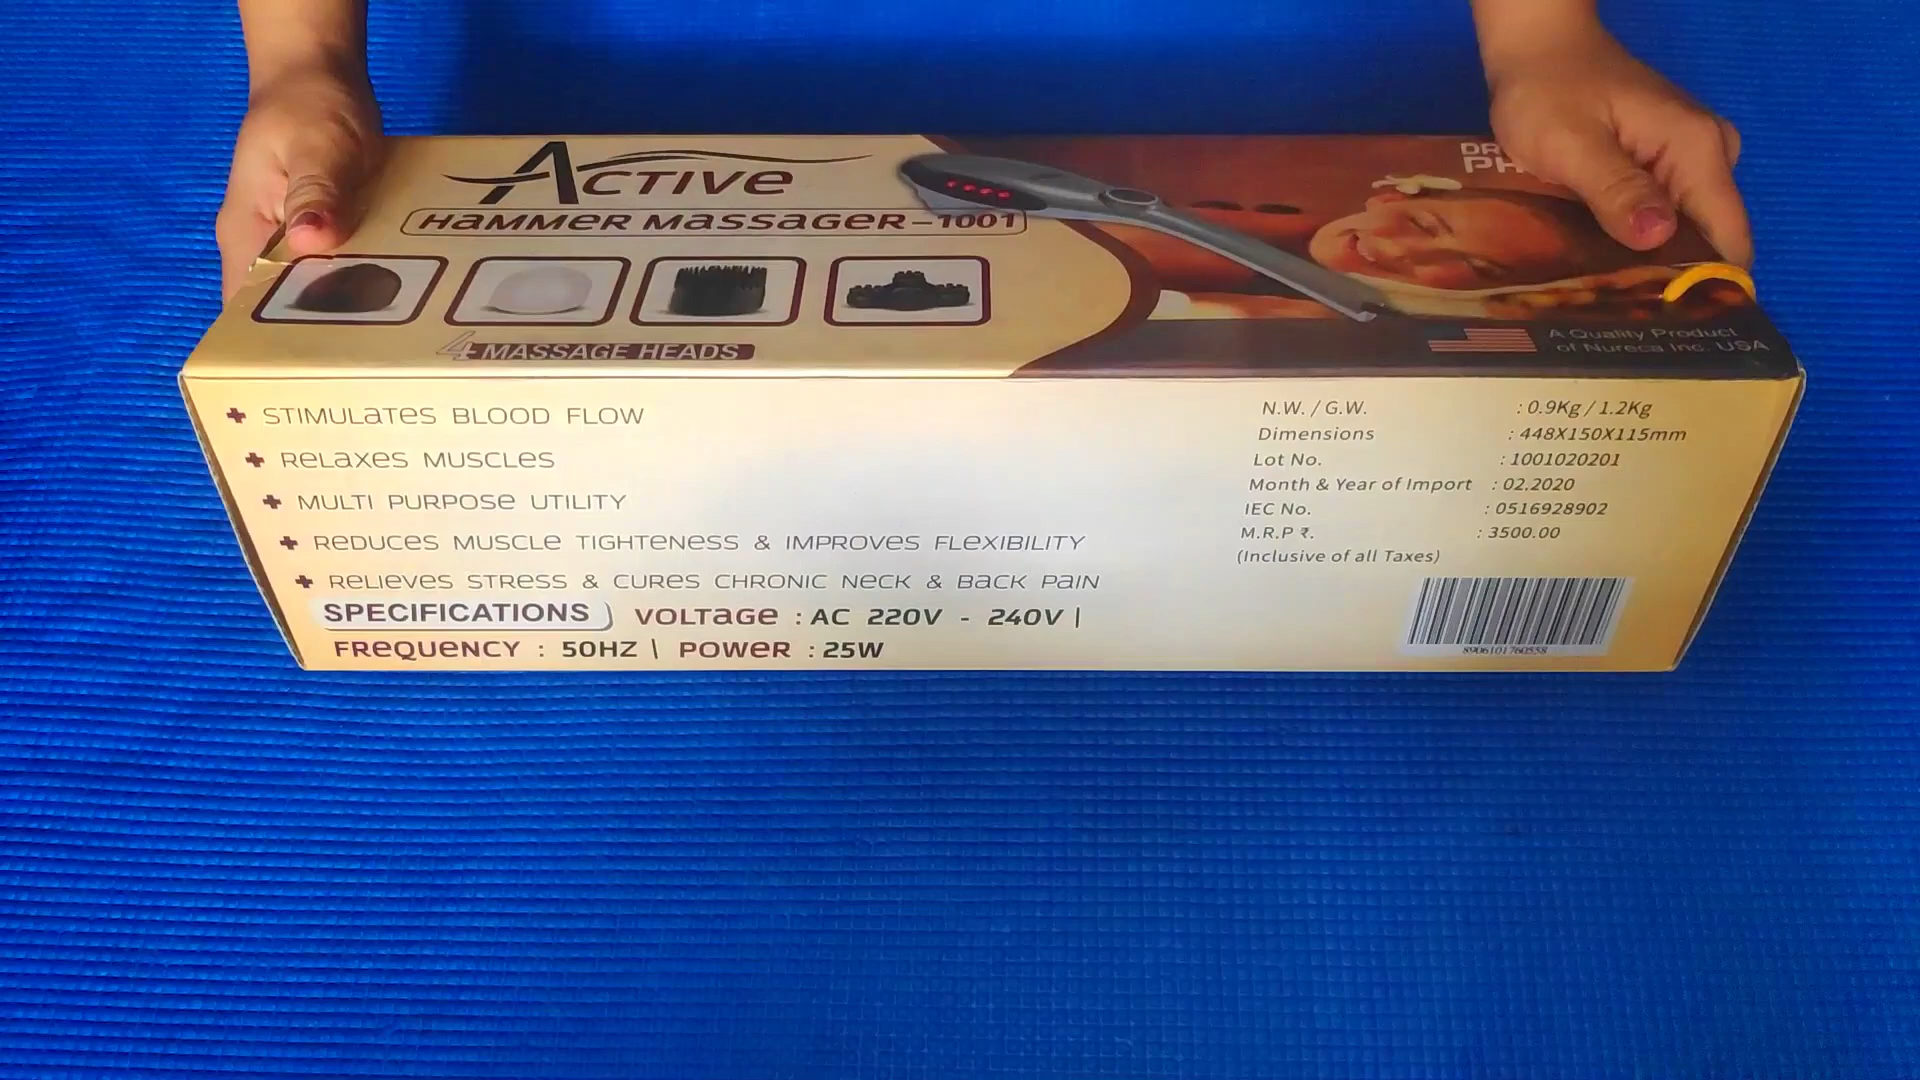 ACTIVE
HAMMER MASSAGER-1001
4 MASSAGE HEADS
A Quality Product
of Nureca Inc. USA
STIMULATES BLOOD FLOW
RELAXES MUSCLES
MULTI PURPOSE UTILITY
REDUCES MUSCLE TIGHTENESS & IMPROVES FLEXIBILITY
RELIEVES STRESS & CURES CHRONIC NECK & BACK PAIN
SPECIFICATIONS VOLTAGE : AC 220V - 240V |
FREQUENCY : 50HZ | POWER : 25W
N.W. / G.W. : 0.9Kg / 1.2Kg
Dimensions : 448X150X115mm
Lot No. : 1001020201
Month & Year of Import : 02.2020
IEC No. : 0516928902
M.R.P ₹. : 3500.00
(Inclusive of all Taxes)
8906101760558